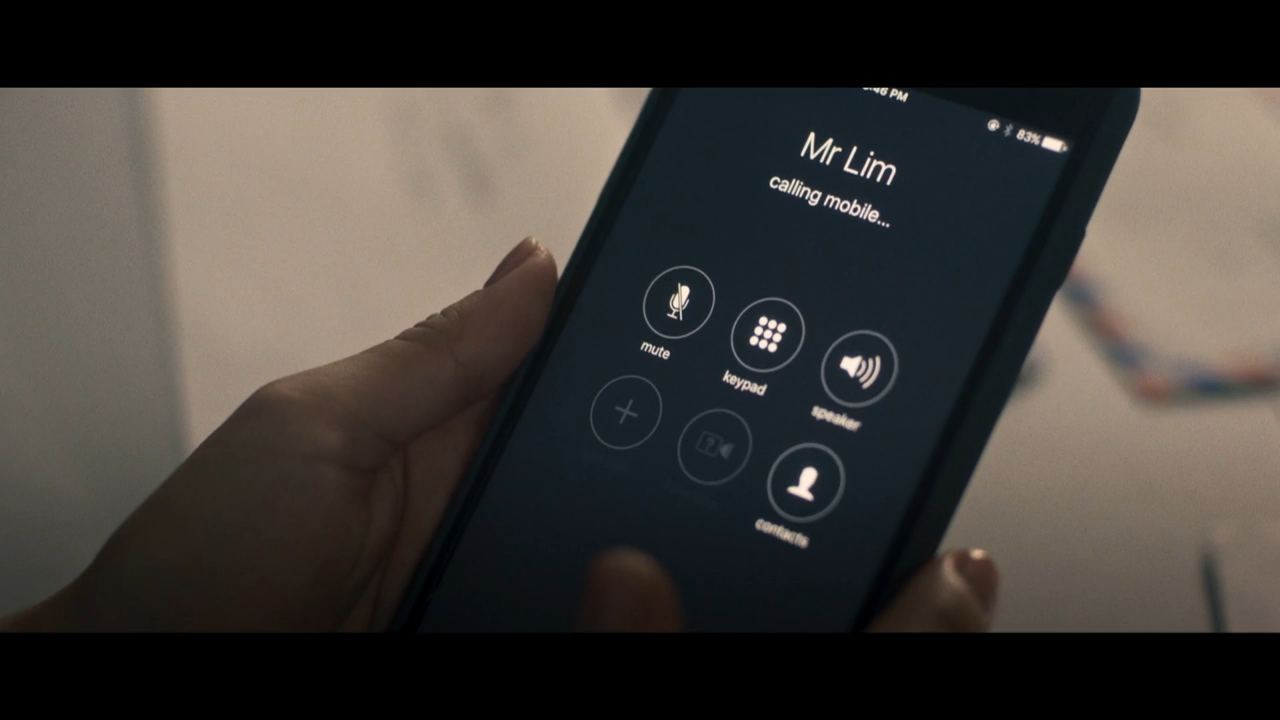 83%
Mr Lim
calling mobile...
mute
keypad
speaker
contacts